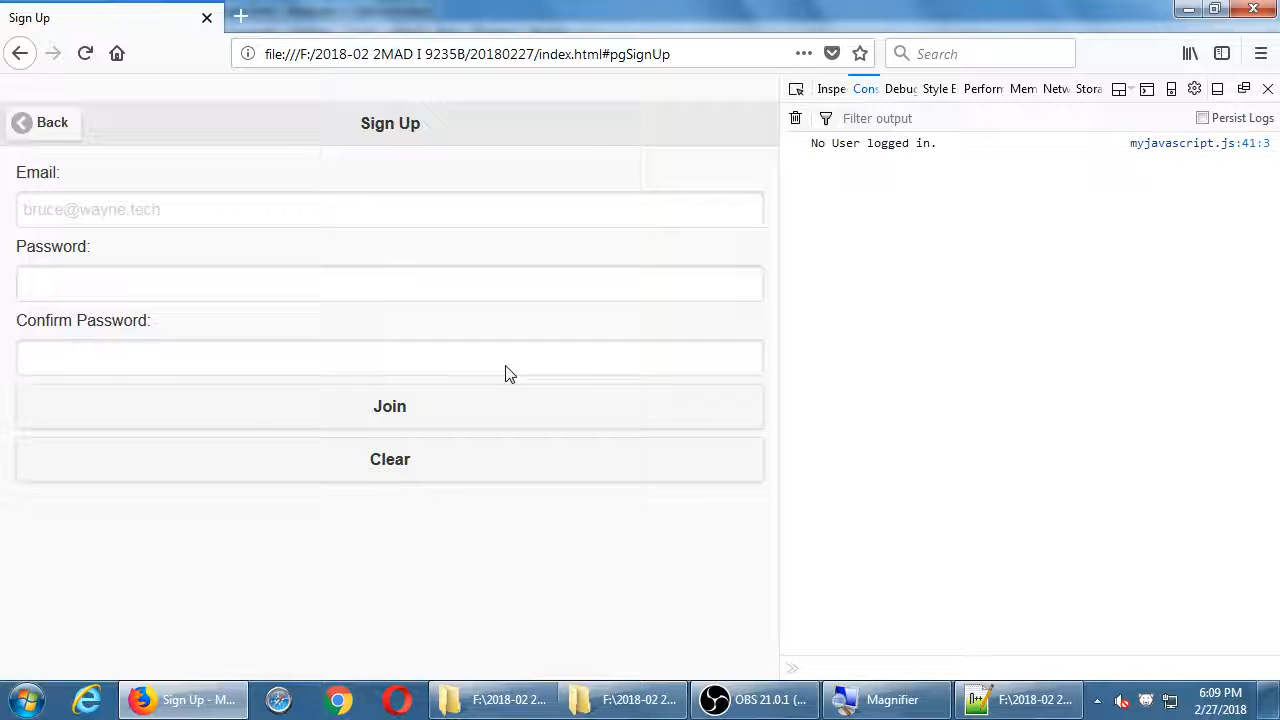 Sign Up
file:///F:/2018-02 2MAD I 9235B/20180227/index.html#pgSignUp
Search
Inspe
Cons
Debug
Style E
Perform
Mem
Netw
Stora
Filter output
Persist Logs
No User logged in.
myjavascript.js:41:3
Back
Sign Up
Email:
bruce@wayne.tech
Password:
Confirm Password:
Join
Clear
Sign Up - M...
F:\2018-02 2...
F:\2018-02 2...
OBS 21.0.1 (...
Magnifier
F:\2018-02 2...
6:09 PM
2/27/2018